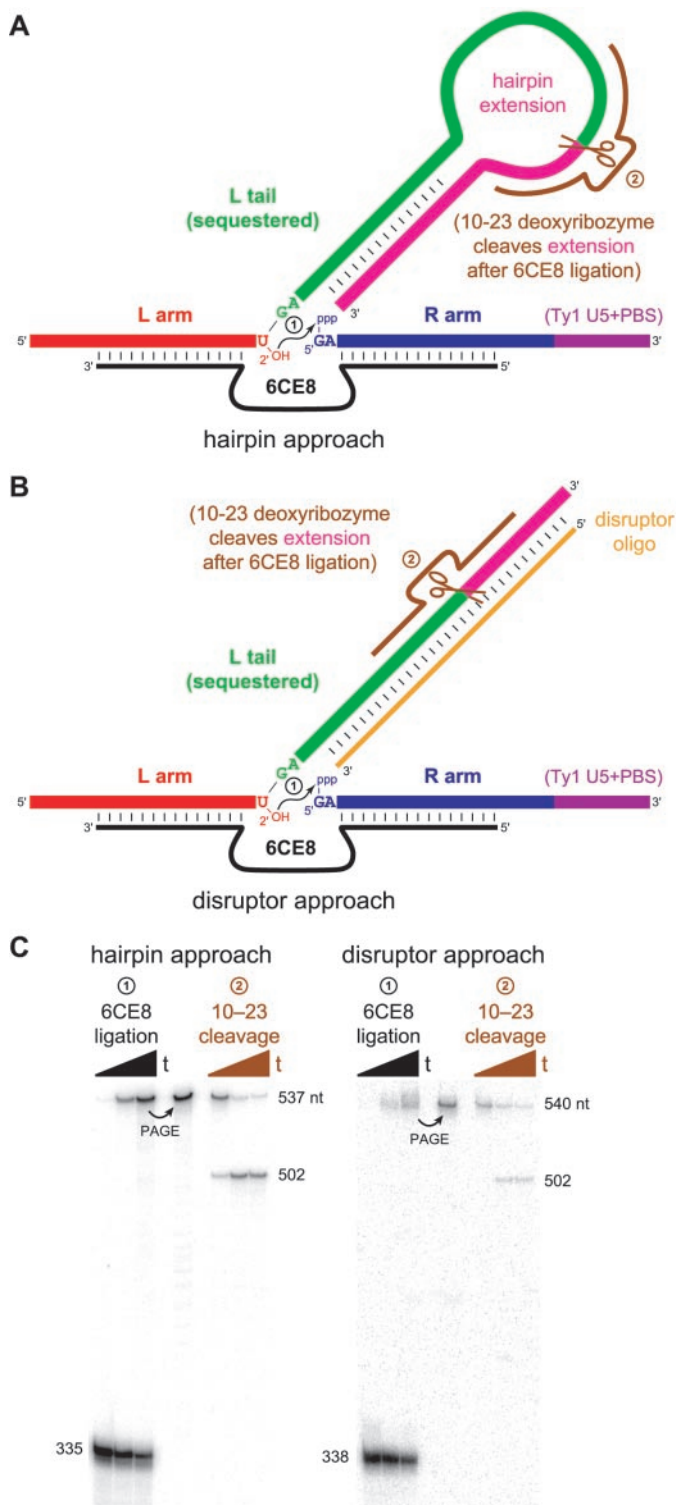 A
hairpin
extension
②
L tail
(sequestered)
(10-23 deoxyribozyme
cleaves extension
after 6CE8 ligation)
A
G
①
ppp
3'
L arm
R arm
(Ty1 U5+PBS)
5'
U
5'
GA
3'
2'
OH
3'
5'
6CE8
hairpin approach
B
3'
5'
(10-23 deoxyribozyme
cleaves extension
after 6CE8 ligation)
disruptor
oligo
②
L tail
(sequestered)
A
G
①
ppp
3'
L arm
R arm
(Ty1 U5+PBS)
5'
U
5'
GA
3'
2'
OH
3'
5'
6CE8
disruptor approach
C
hairpin approach
①
6CE8
ligation
②
10–23
cleavage
t
t
537 nt
PAGE
502
335
disruptor approach
①
6CE8
ligation
②
10–23
cleavage
t
t
540 nt
PAGE
502
338